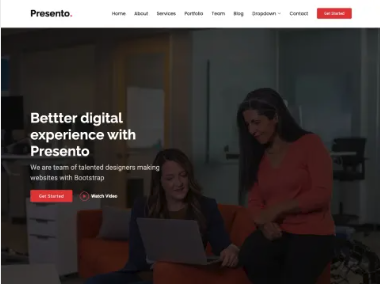 Presento.
Home About Services Portfolio Team Blog Dropdown Contact Get Started
Bettter digital
experience with
Presento
We are team of talented designers making
websites with Bootstrap
Get Started Watch Video